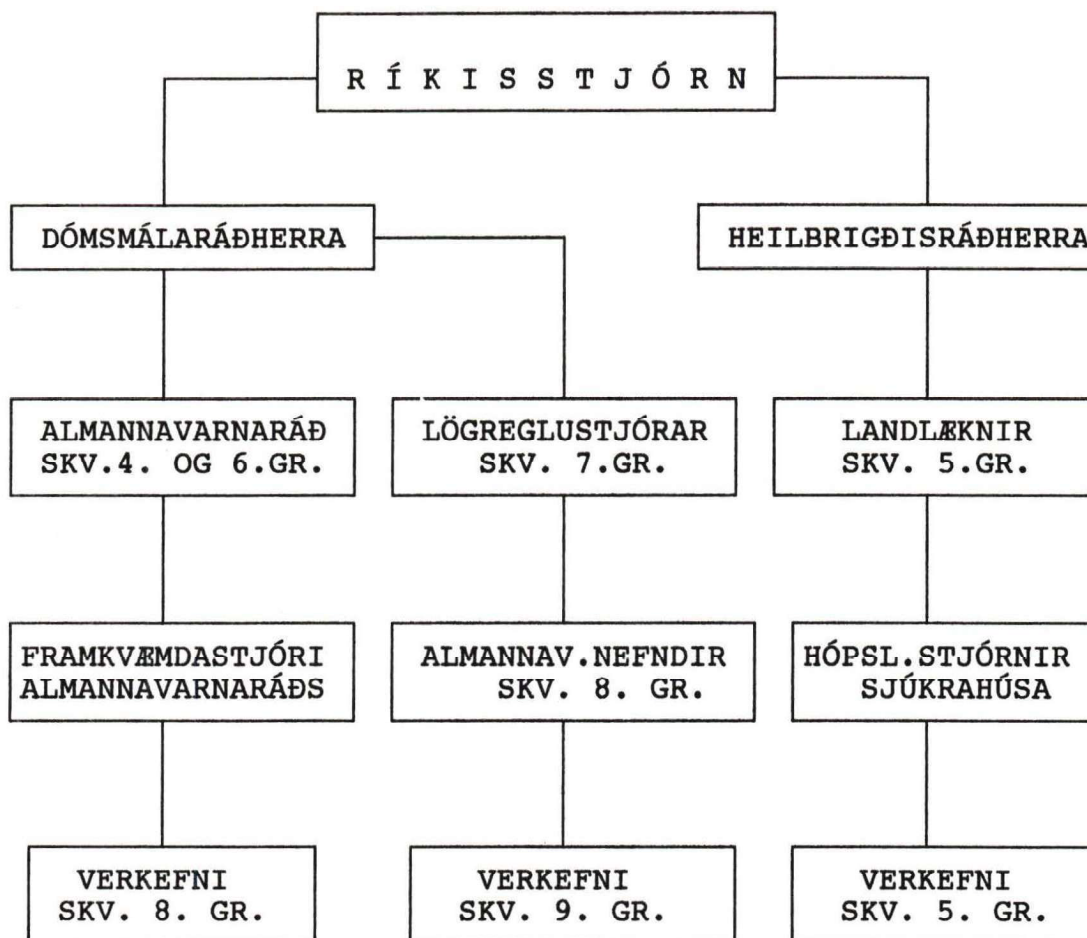 R Í K I S S T J Ó R N
DÓMSMÁLARÁÐHERRA
HEILBRIGÐISRÁÐHERRA
ALMANNAVARNARÁÐ
SKV.4. OG 6.GR.
LÖGREGLUSTJÓRAR
SKV. 7.GR.
LANDLÆKNIR
SKV. 5.GR.
FRAMKVÆMDASTJÓRI
ALMANNAVARNARÁÐS
ALMANNAV.NEFNDIR
SKV. 8. GR.
HÓPSL.STJÓRNIR
SJÚKRAHÚSA
VERKEFNI
SKV. 8. GR.
VERKEFNI
SKV. 9. GR.
VERKEFNI
SKV. 5. GR.